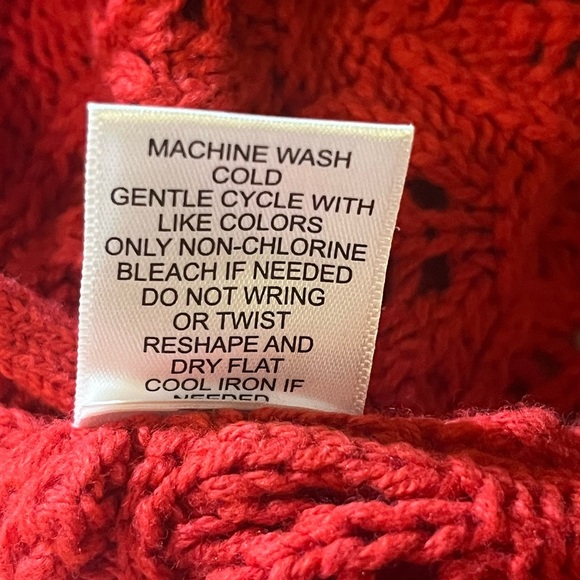 MACHINE WASH
COLD
GENTLE CYCLE WITH
LIKE COLORS
ONLY NON-CHLORINE
BLEACH IF NEEDED
DO NOT WRING
OR TWIST
RESHAPE AND
DRY FLAT
COOL IRON IF
NEEDED